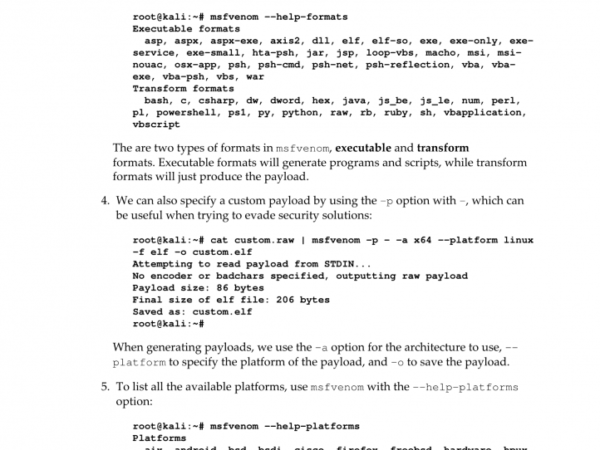 root@kali:~# msfvenom --help-formats
Executable formats
asp, aspx, aspx-exe, axis2, dll, elf, elf-so, exe, exe-only, exe-
service, exe-small, hta-psh, jar, jsp, loop-vbs, macho, msi, msi-
nouac, osx-app, psh, psh-cmd, psh-net, psh-reflection, vba, vba-
exe, vba-psh, vbs, war
Transform formats
bash, c, csharp, dw, dword, hex, java, js_be, js_le, num, perl,
pl, powershell, ps1, py, python, raw, rb, ruby, sh, vbapplication,
vbscript
The are two types of formats in msfvenom, executable and transform
formats. Executable formats will generate programs and scripts, while transform
formats will just produce the payload.
4. We can also specify a custom payload by using the -p option with -, which can
be useful when trying to evade security solutions:
root@kali:~# cat custom.raw | msfvenom -p - -a x64 --platform linux
-f elf -o custom.elf
Attempting to read payload from STDIN...
No encoder or badchars specified, outputting raw payload
Payload size: 86 bytes
Final size of elf file: 206 bytes
Saved as: custom.elf
root@kali:~#
When generating payloads, we use the -a option for the architecture to use, --
platform to specify the platform of the payload, and -o to save the payload.
5. To list all the available platforms, use msfvenom with the --help-platforms
option:
root@kali:~# msfvenom --help-platforms
Platforms
aix, android, bsd, bsdi, cisco, firefox, freebsd, hardware, hpux,